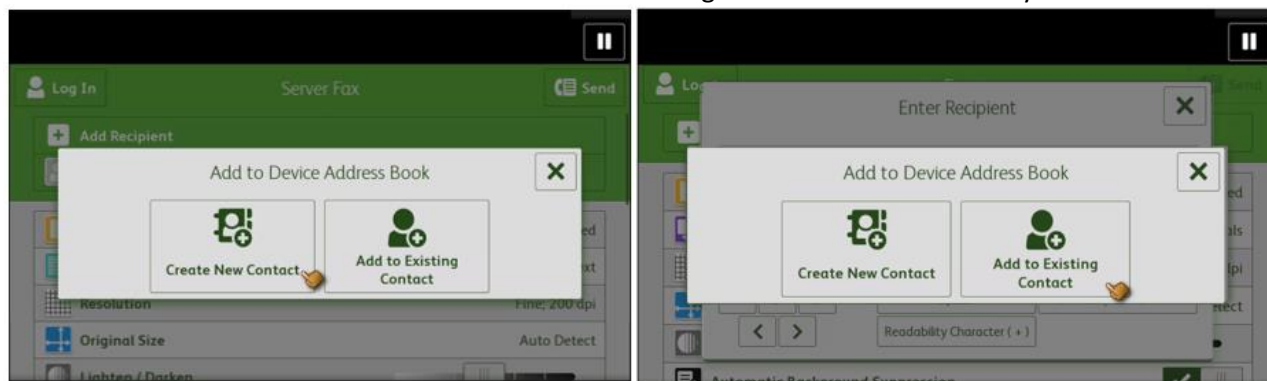 Log In
Server Fax
Send
Add Recipient
Add to Device Address Book
Create New Contact
Add to Existing
Contact
Resolution
Fine; 200 dpi
Original Size
Auto Detect
Lighten / Darken
Enter Recipient
Send
Add to Device Address Book
Create New Contact
Add to Existing
Contact
Readability Character ( + )
Automatic Background Suppression